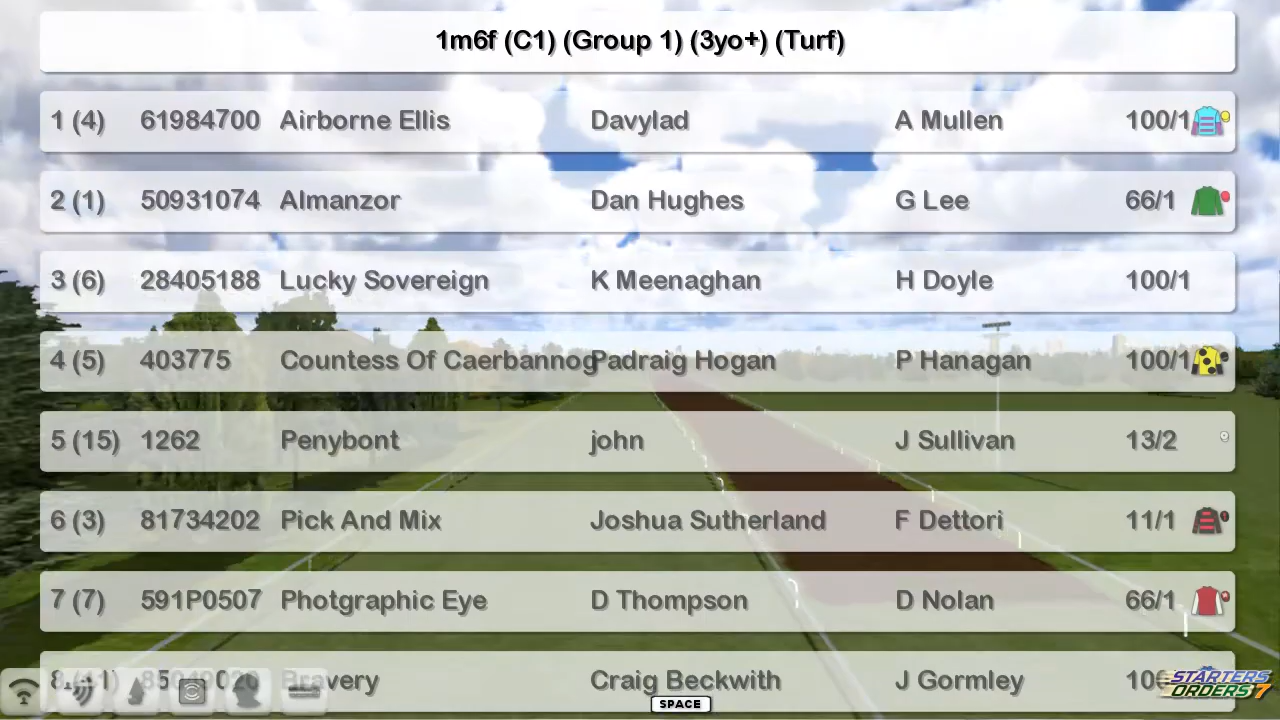 1m6f (C1) (Group 1) (3yo+) (Turf)
1 (4) 61984700 Airborne Ellis Davylad A Mullen 100/1
2 (1) 50931074 Almanzor Dan Hughes G Lee 66/1
3 (6) 28405188 Lucky Sovereign K Meenaghan H Doyle 100/1
4 (5) 403775 Countess Of Caerbannog Padraig Hogan P Hanagan 100/1
5 (15) 1262 Penybont john J Sullivan 13/2
6 (3) 81734202 Pick And Mix Joshua Sutherland F Dettori 11/1
7 (7) 591P0507 Photgraphic Eye D Thompson D Nolan 66/1
Bravery Craig Beckwith J Gormley
SPACE
STARTERS
ORDERS 7